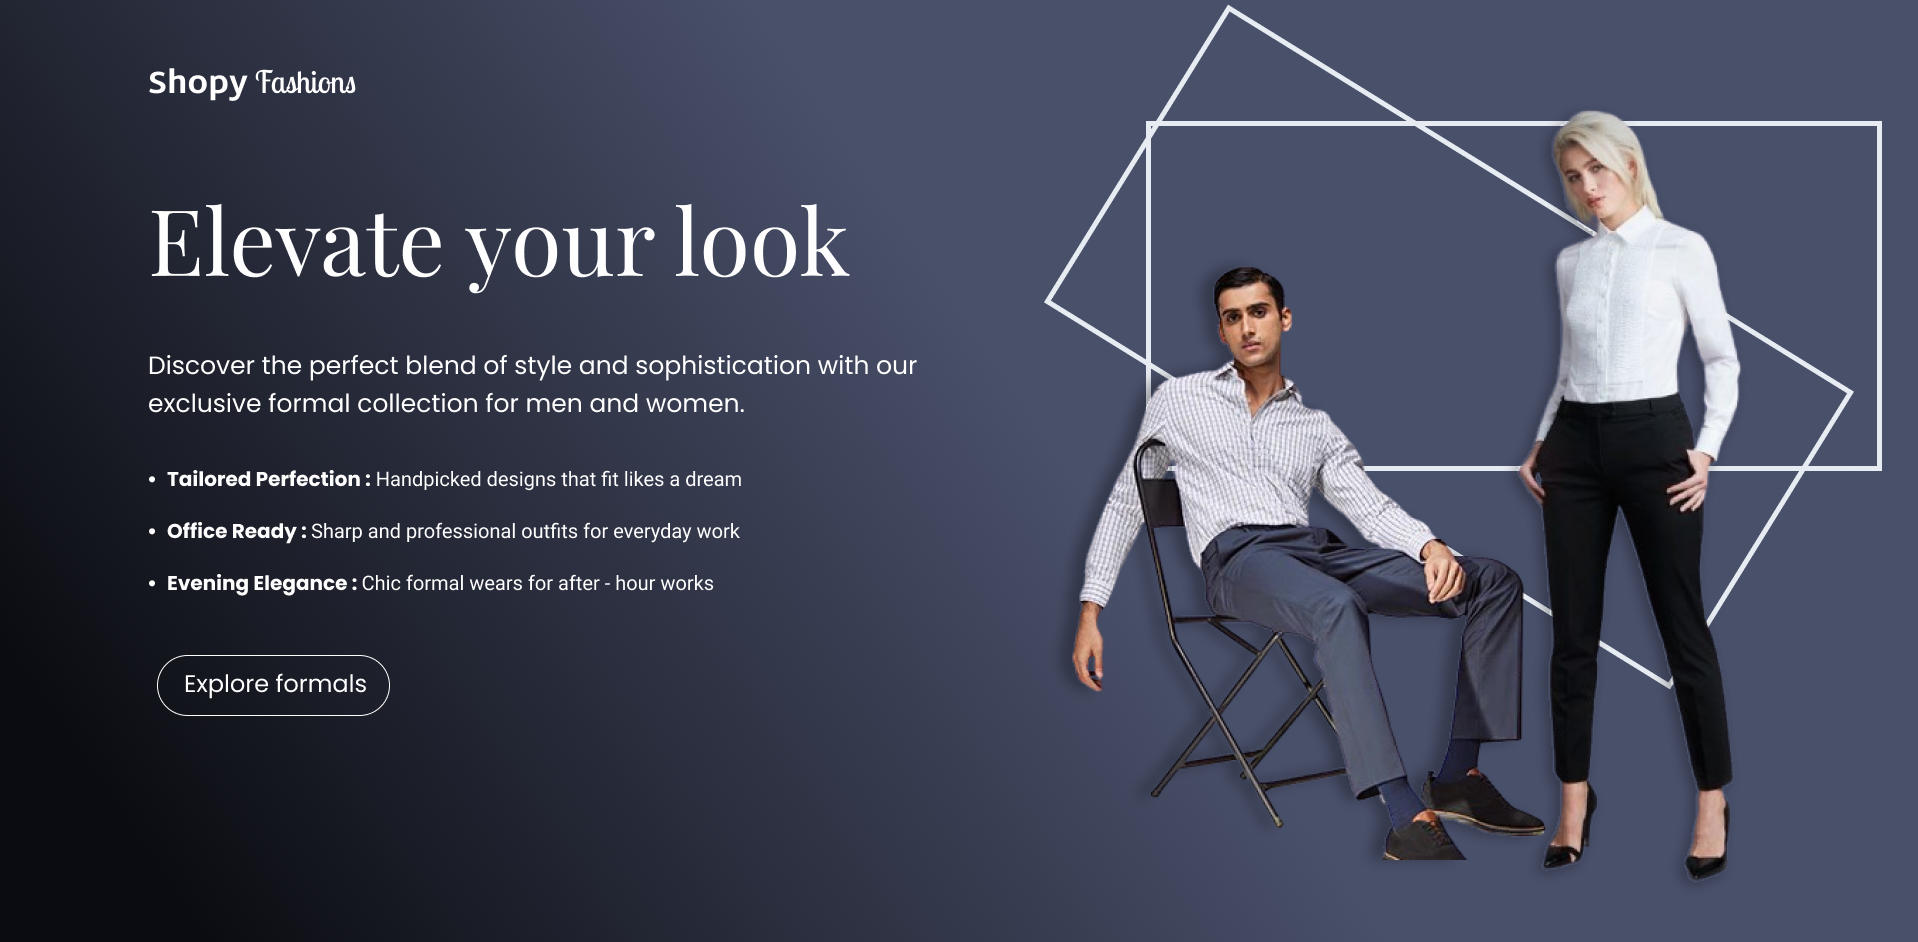 Shopy Fashions
Elevate your look
Discover the perfect blend of style and sophistication with our
exclusive formal collection for men and women.
• Tailored Perfection : Handpicked designs that fit likes a dream
• Office Ready : Sharp and professional outfits for everyday work
• Evening Elegance : Chic formal wears for after - hour works
Explore formals